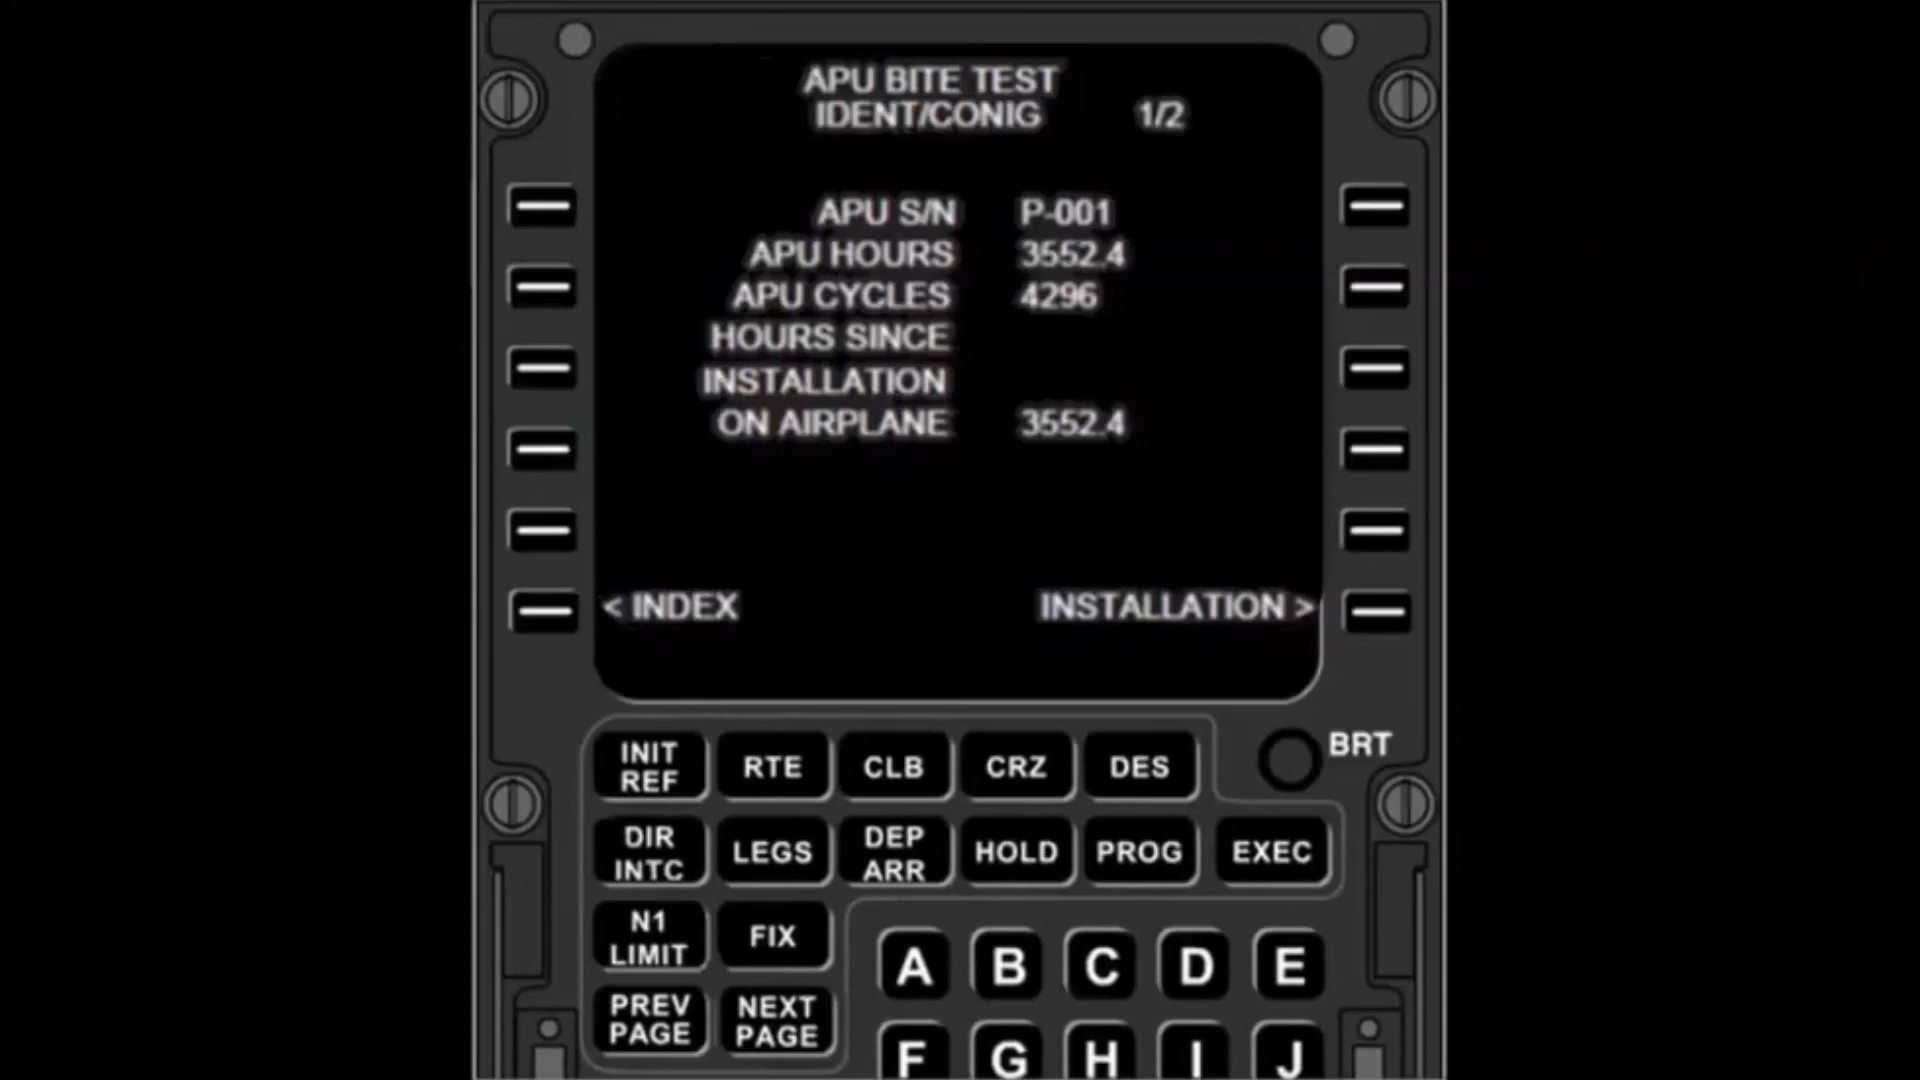 APU BITE TEST
IDENT/CONIG 1/2
APU S/N P-001
APU HOURS 3552.4
APU CYCLES 4296
HOURS SINCE
INSTALLATION
ON AIRPLANE 3552.4
< INDEX INSTALLATION >
BRT
INIT REF RTE CLB CRZ DES
DIR INTC LEGS DEP ARR HOLD PROG EXEC
N1 LIMIT FIX
A B C D E
PREV PAGE NEXT PAGE
F G H I J